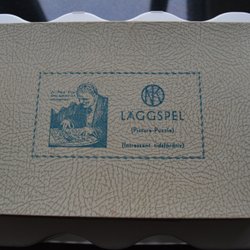 LÄGGSPEL
(Picture-Puzzle)
(Intressant tidsfördriv)